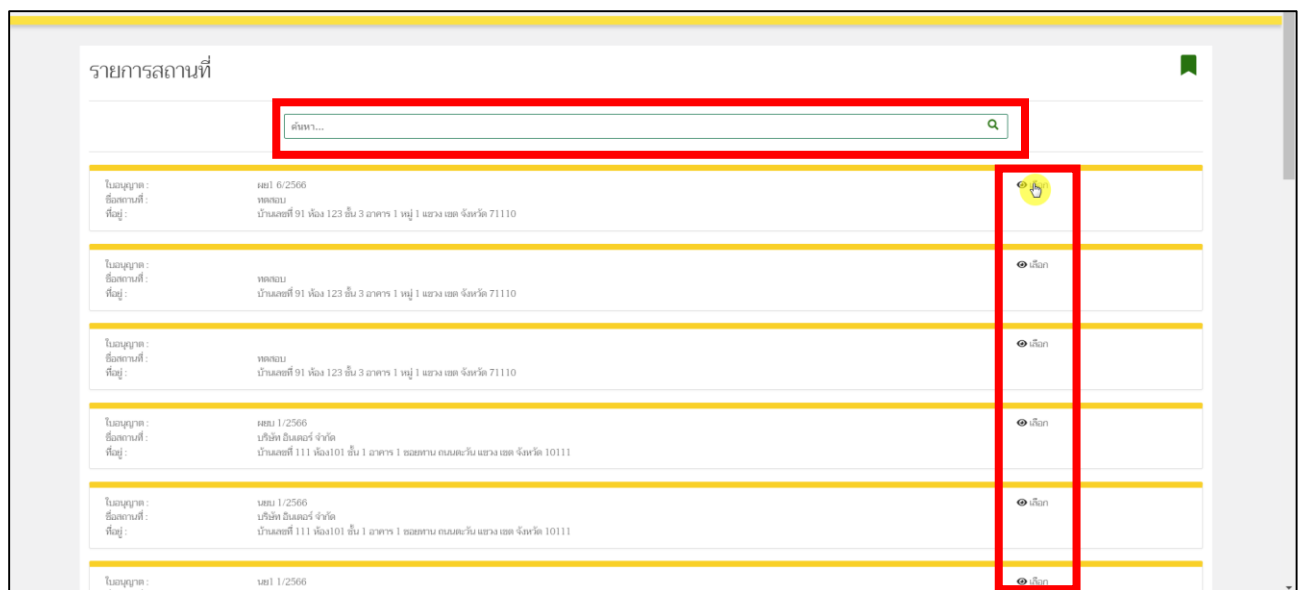 รายการสถานที่
ค้นหา...
ใบอนุญาต : ผย1 6/2566 เลือก
ชื่อสถานที่ : ทดสอบ
ที่อยู่ : บ้านเลขที่ 91 ห้อง 123 ชั้น 3 อาคาร 1 หมู่ 1 แขวง เขต จังหวัด 71110
ใบอนุญาต : เลือก
ชื่อสถานที่ : ทดสอบ
ที่อยู่ : บ้านเลขที่ 91 ห้อง 123 ชั้น 3 อาคาร 1 หมู่ 1 แขวง เขต จังหวัด 71110
ใบอนุญาต : เลือก
ชื่อสถานที่ : ทดสอบ
ที่อยู่ : บ้านเลขที่ 91 ห้อง 123 ชั้น 3 อาคาร 1 หมู่ 1 แขวง เขต จังหวัด 71110
ใบอนุญาต : ผยบ 1/2566 เลือก
ชื่อสถานที่ : บริษัท อินเตอร์ จำกัด
ที่อยู่ : บ้านเลขที่ 111 ห้อง101 ชั้น 1 อาคาร 1 ซอยทาน ถนนตะวัน แขวง เขต จังหวัด 10111
ใบอนุญาต : นยบ 1/2566 เลือก
ชื่อสถานที่ : บริษัท อินเตอร์ จำกัด
ที่อยู่ : บ้านเลขที่ 111 ห้อง101 ชั้น 1 อาคาร 1 ซอยทาน ถนนตะวัน แขวง เขต จังหวัด 10111
ใบอนุญาต : นย1 1/2566 เลือก